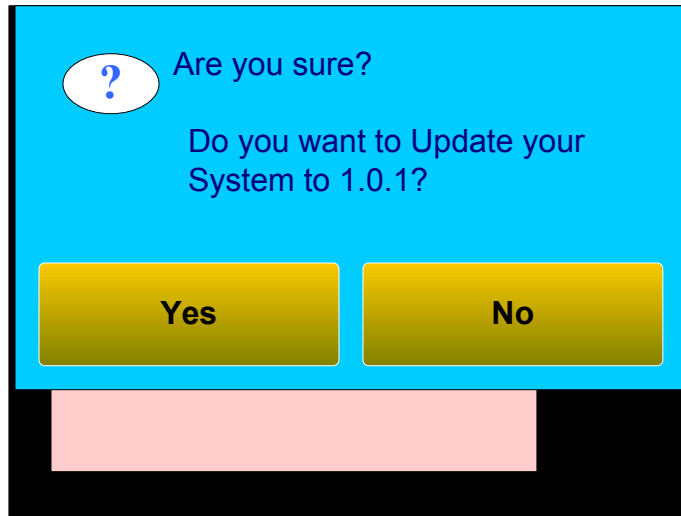 ?
Are you sure?
Do you want to Update your
System to 1.0.1?
Yes
No